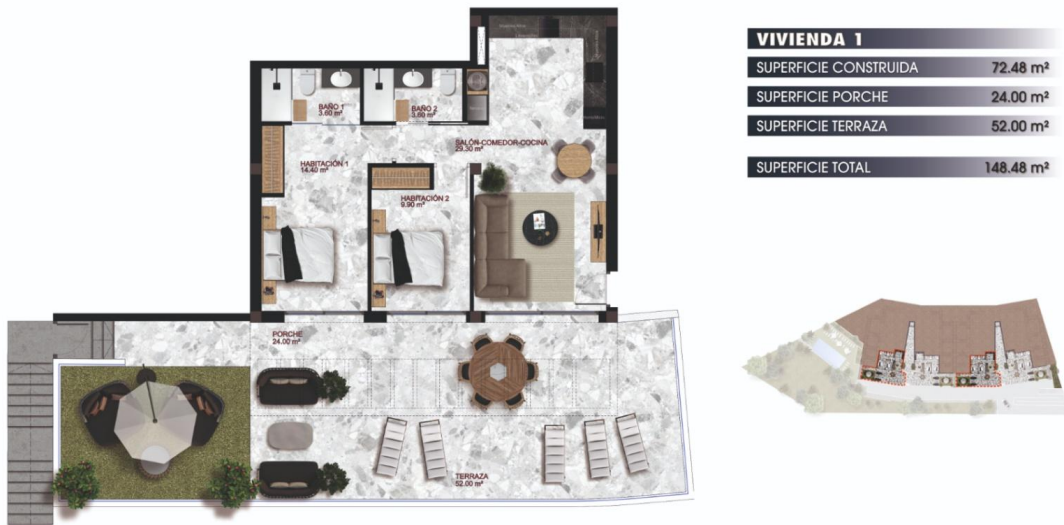 VIVIENDA 1
SUPERFICIE CONSTRUIDA 72.48 m²
SUPERFICIE PORCHE 24.00 m²
SUPERFICIE TERRAZA 52.00 m²
SUPERFICIE TOTAL 148.48 m²
BAÑO 1
3.60 m²
BAÑO 2
3.60 m²
SALÓN-COMEDOR-COCINA
29.30 m²
HABITACIÓN 1
14.40 m²
HABITACIÓN 2
9.90 m²
PORCHE
24.00 m²
TERRAZA
52.00 m²